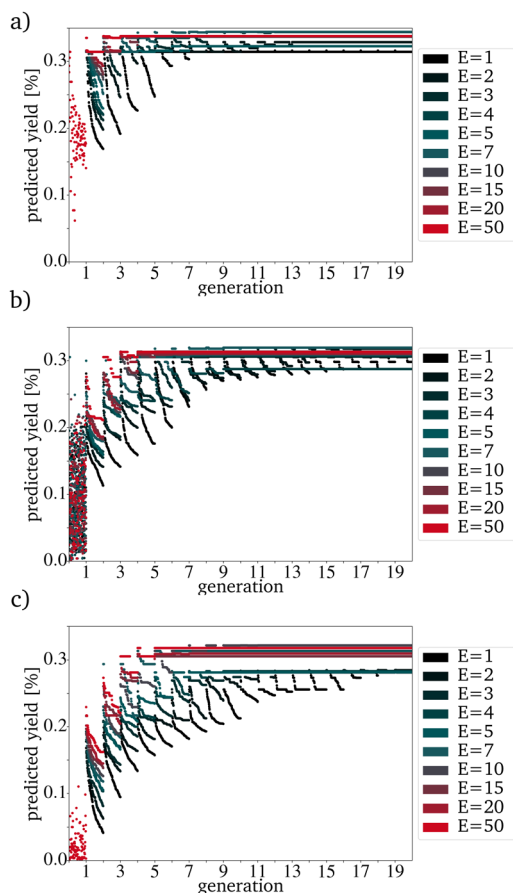 a)
predicted yield [%]
0.3
0.2
0.1
0.0
1 3 5 7 9 11 13 15 17 19
generation
E=1
E=2
E=3
E=4
E=5
E=7
E=10
E=15
E=20
E=50
b)
predicted yield [%]
0.3
0.2
0.1
0.0
1 3 5 7 9 11 13 15 17 19
generation
E=1
E=2
E=3
E=4
E=5
E=7
E=10
E=15
E=20
E=50
c)
predicted yield [%]
0.3
0.2
0.1
0.0
1 3 5 7 9 11 13 15 17 19
generation
E=1
E=2
E=3
E=4
E=5
E=7
E=10
E=15
E=20
E=50